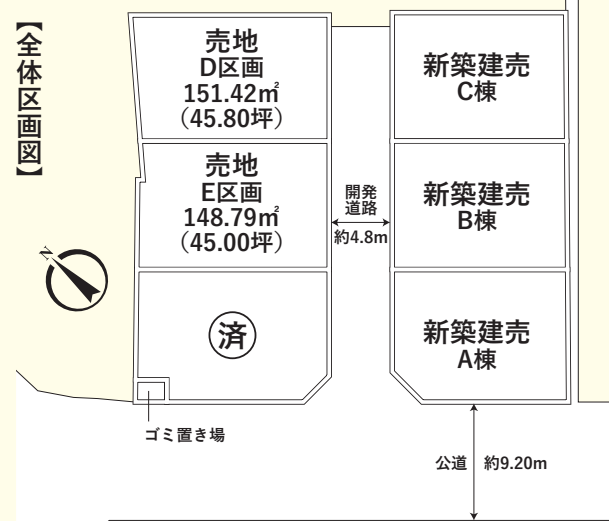 【全体区画図】
売地
D区画
151.42㎡
（45.80坪）
新築建売
C棟
売地
E区画
148.79㎡
（45.00坪）
開発
道路
約4.8m
新築建売
B棟
N
済
新築建売
A棟
ゴミ置き場
公道 約9.20m